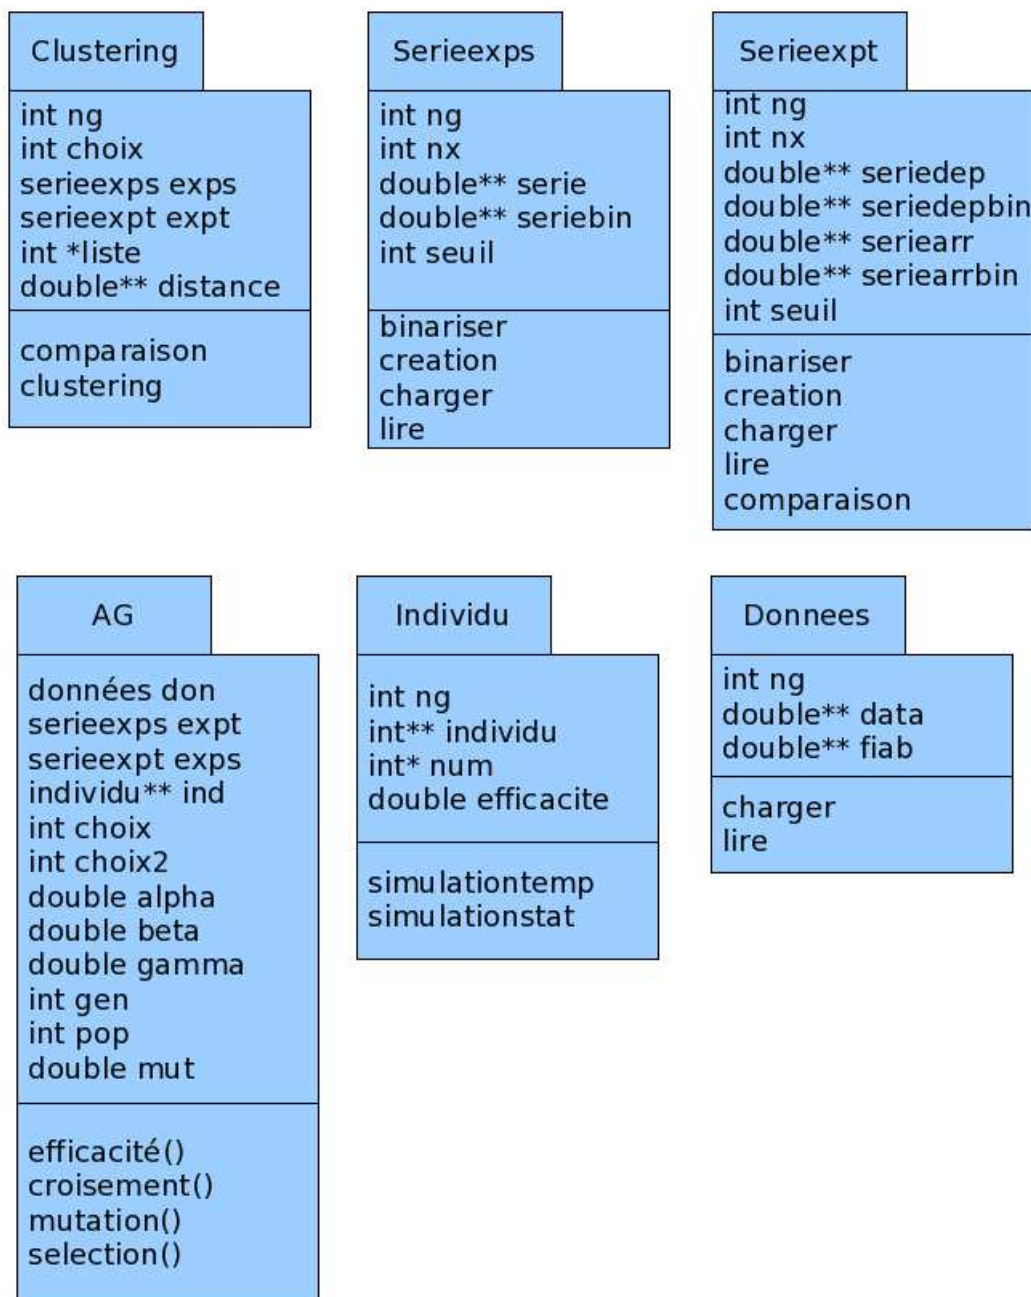 Clustering
int ng
int choix
serieexps exps
serieexpt expt
int *liste
double** distance
comparaison
clustering
Serieexps
int ng
int nx
double** serie
double** seriebin
int seuil
binariser
creation
charger
lire
Serieexpt
int ng
int nx
double** seriedep
double** seriedepbin
double** seriearr
double** seriearrbin
int seuil
binariser
creation
charger
lire
comparaison
AG
données don
serieexps expt
serieexpt exps
individu** ind
int choix
int choix2
double alpha
double beta
double gamma
int gen
int pop
double mut
efficacité()
croisement()
mutation()
selection()
Individu
int ng
int** individu
int* num
double efficacite
simulationtemp
simulationstat
Donnees
int ng
double** data
double** fiab
charger
lire